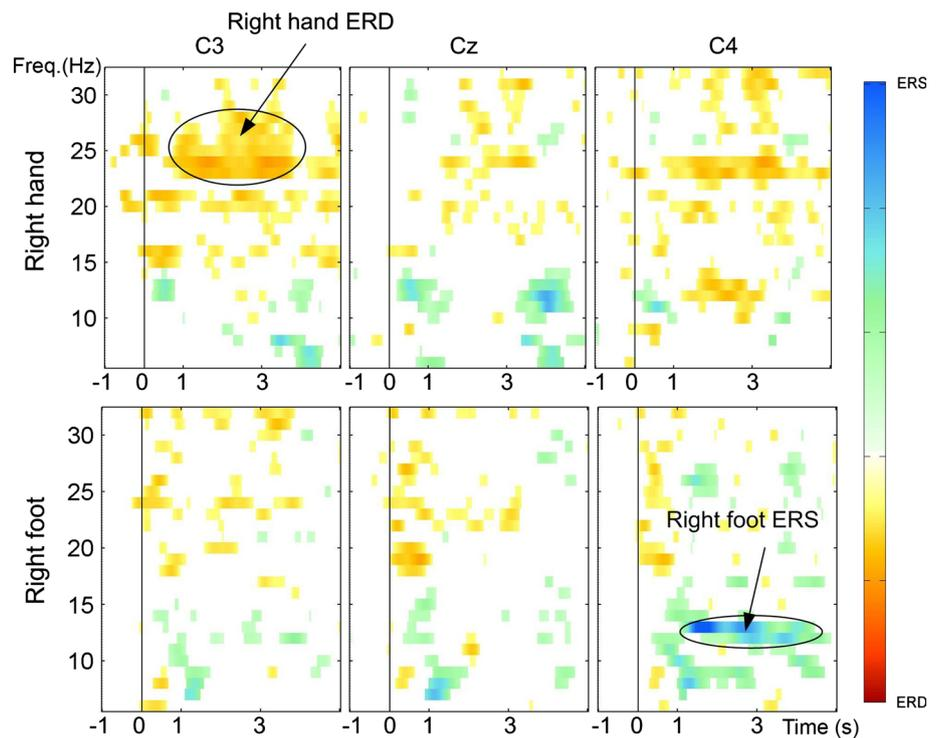 Right hand ERD
C3 Cz C4
Freq.(Hz)
ERS
30
25
20
15
10
Right hand
-1 0 1 3 -1 0 1 3 -1 0 1 3
30
25
20
15
10
Right foot
Right foot ERS
ERD
-1 0 1 3 -1 0 1 3 -1 0 1 3 Time (s)